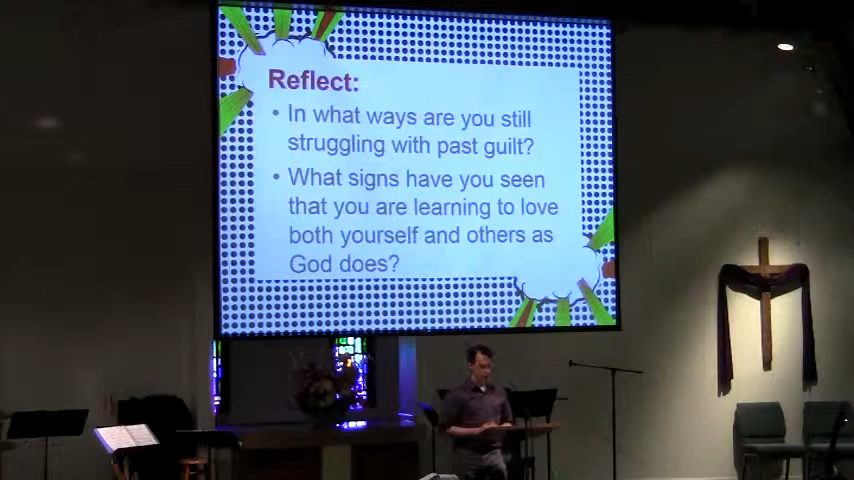 Reflect:
• In what ways are you still
struggling with past guilt?
• What signs have you seen
that you are learning to love
both yourself and others as
God does?